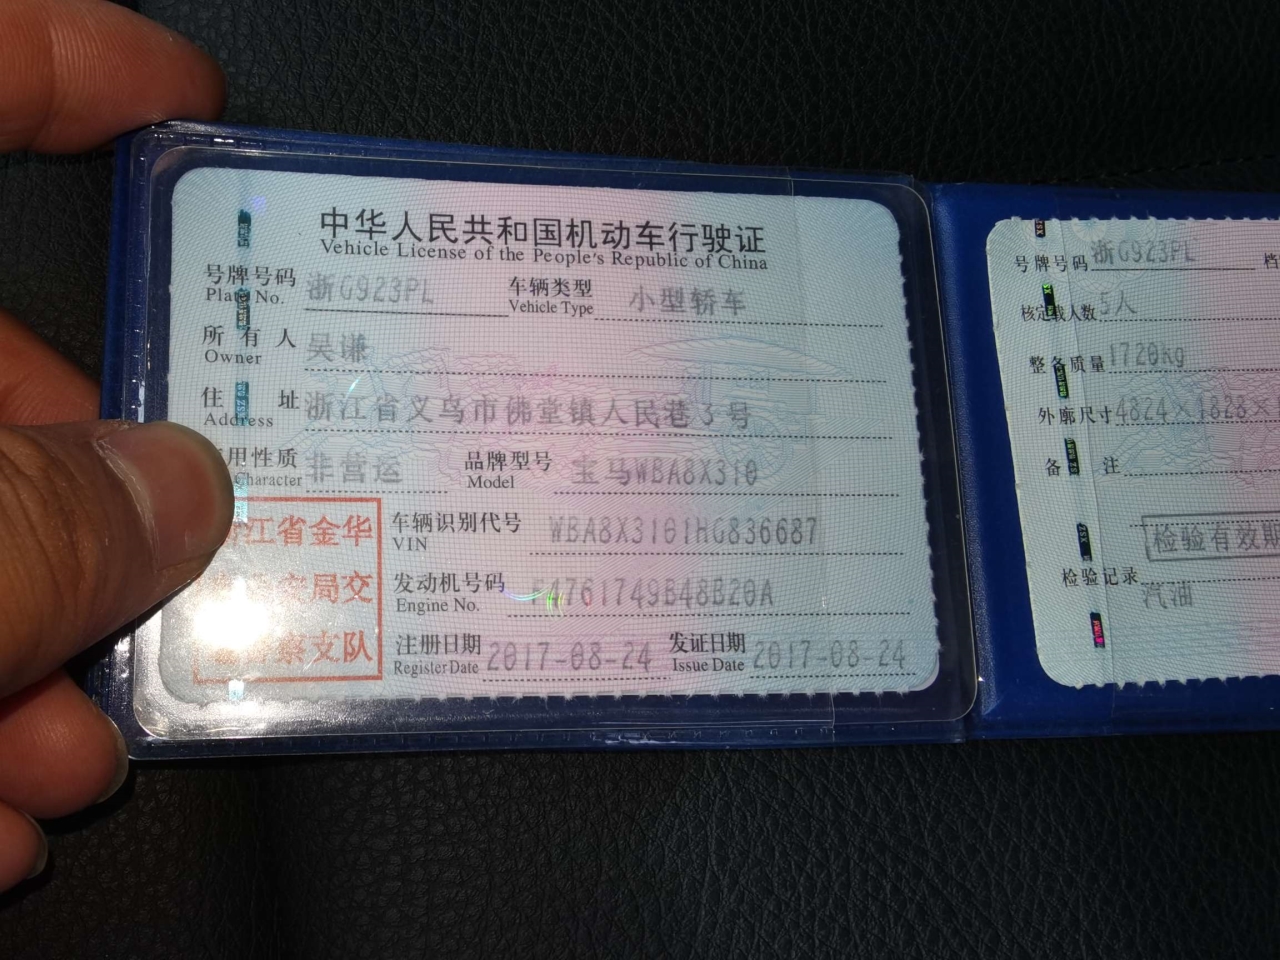 中华人民共和国机动车行驶证
Vehicle License of the People's Republic of China
号牌号码 浙G923PL 车辆类型 小型轿车
Plate No. Vehicle Type
所有人 吴谦
Owner
住址 浙江省义乌市佛堂镇人民巷3号
Address
用性质 非营运 品牌型号 宝马WBA8X310
Character Model
江省金华 车辆识别代号 WBA8X3101HG836687
VIN
局交 发动机号码 F4761749B48B20A
Engine No.
察支队 注册日期 2017-08-24 发证日期 2017-08-24
Register Date Issue Date
号牌号码 浙G923PL 档
核定载人数 5人
整备质量 1720kg
外廓尺寸 4824×1828×
备注
检验有效期
检验记录
汽油